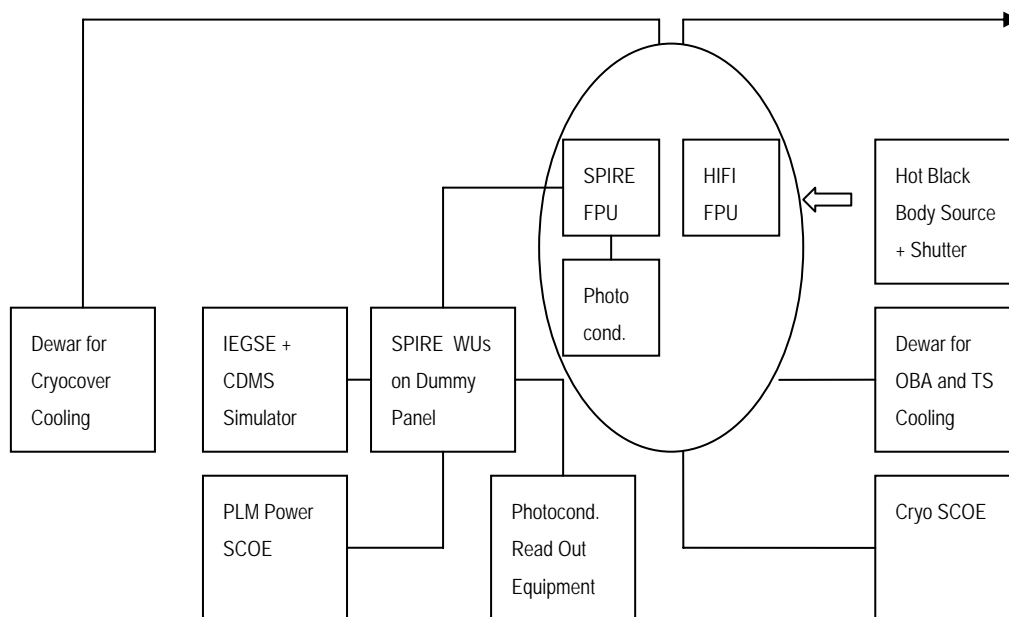 SPIRE
FPU
HIFI
FPU
Hot Black
Body Source
+ Shutter
Photo
cond.
Dewar for
Cryocover
Cooling
IEGSE +
CDMS
Simulator
SPIRE WUs
on Dummy
Panel
Dewar for
OBA and TS
Cooling
PLM Power
SCOE
Photocond.
Read Out
Equipment
Cryo SCOE